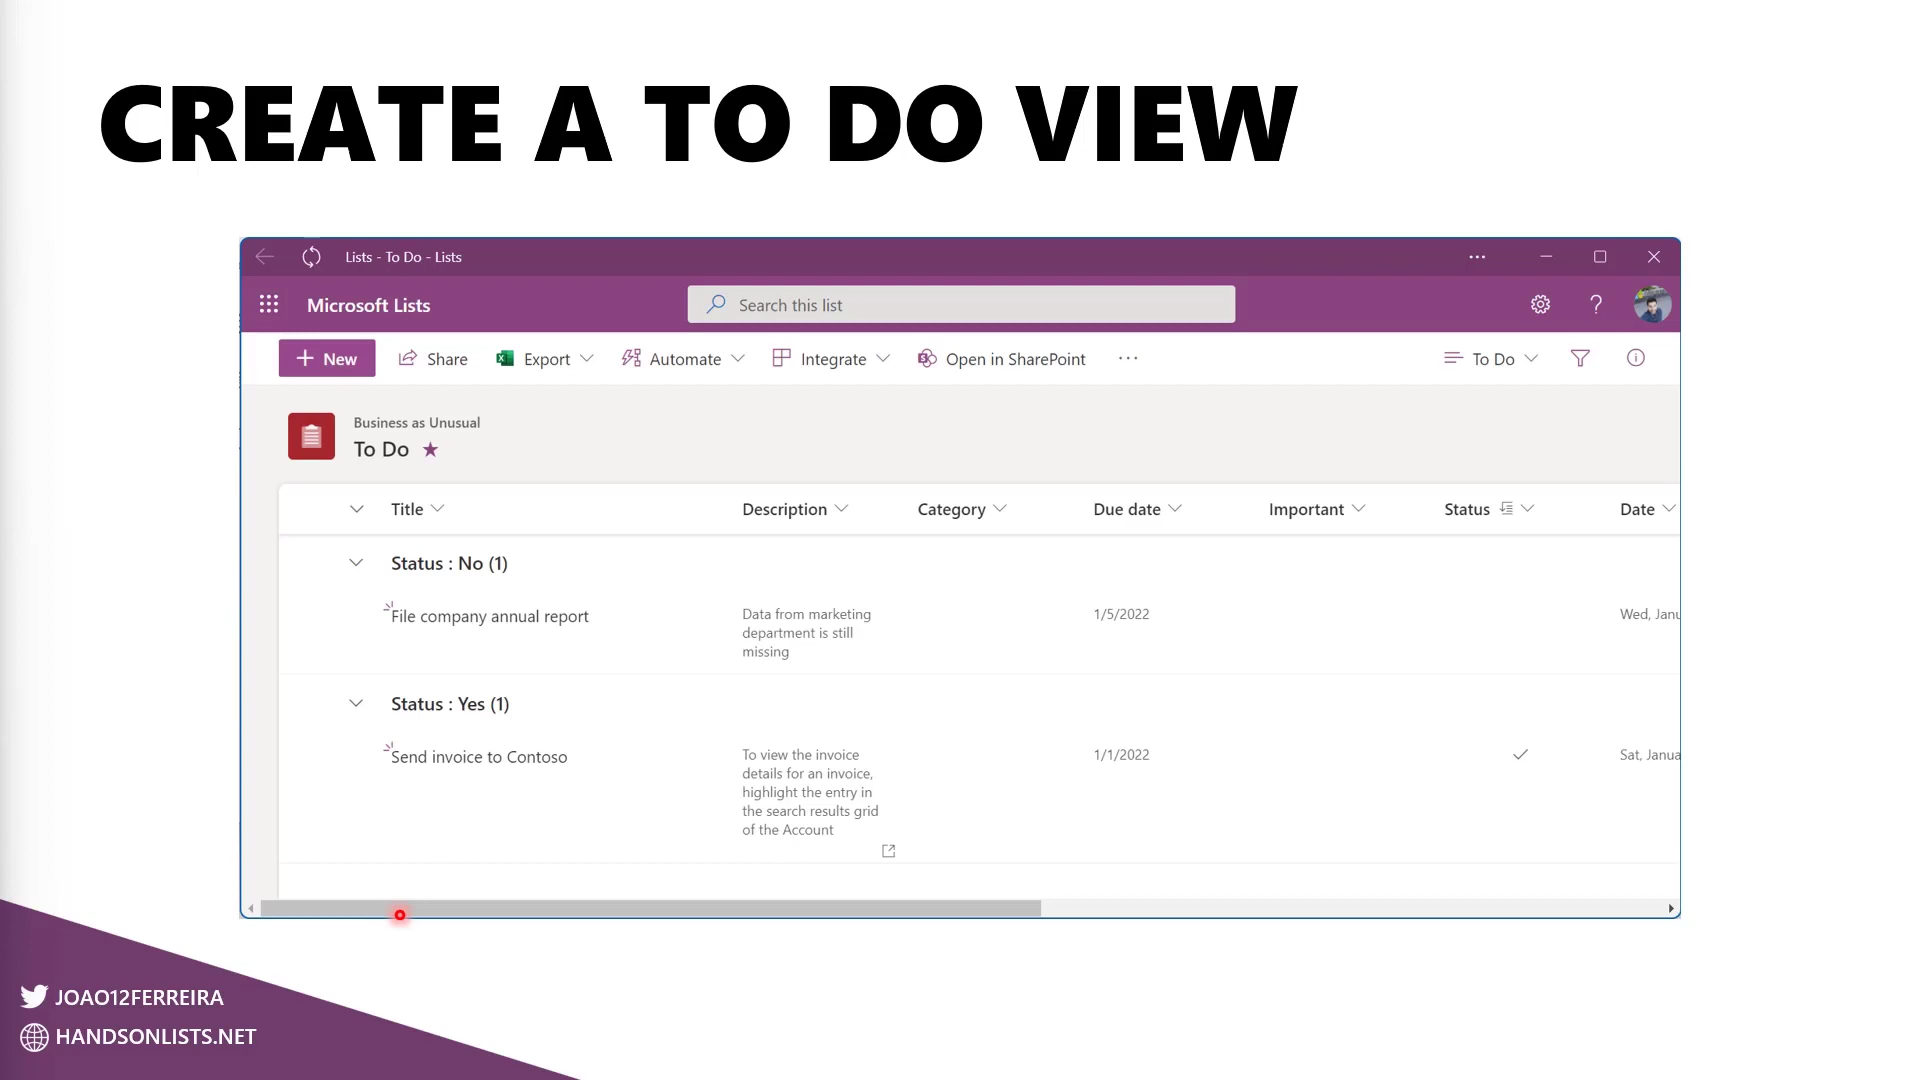 CREATE A TO DO VIEW
Lists - To Do - Lists
Microsoft Lists
Search this list
New Share Export Automate Integrate Open in SharePoint To Do
Business as Unusual
To Do
Title Description Category Due date Important Status Date
Status : No (1)
File company annual report
Data from marketing
department is still
missing
1/5/2022
Wed, Janu
Status : Yes (1)
Send invoice to Contoso
To view the invoice
details for an invoice,
highlight the entry in
the search results grid
of the Account
1/1/2022
Sat, Janua
JOAO12FERREIRA
HANDSONLISTS.NET